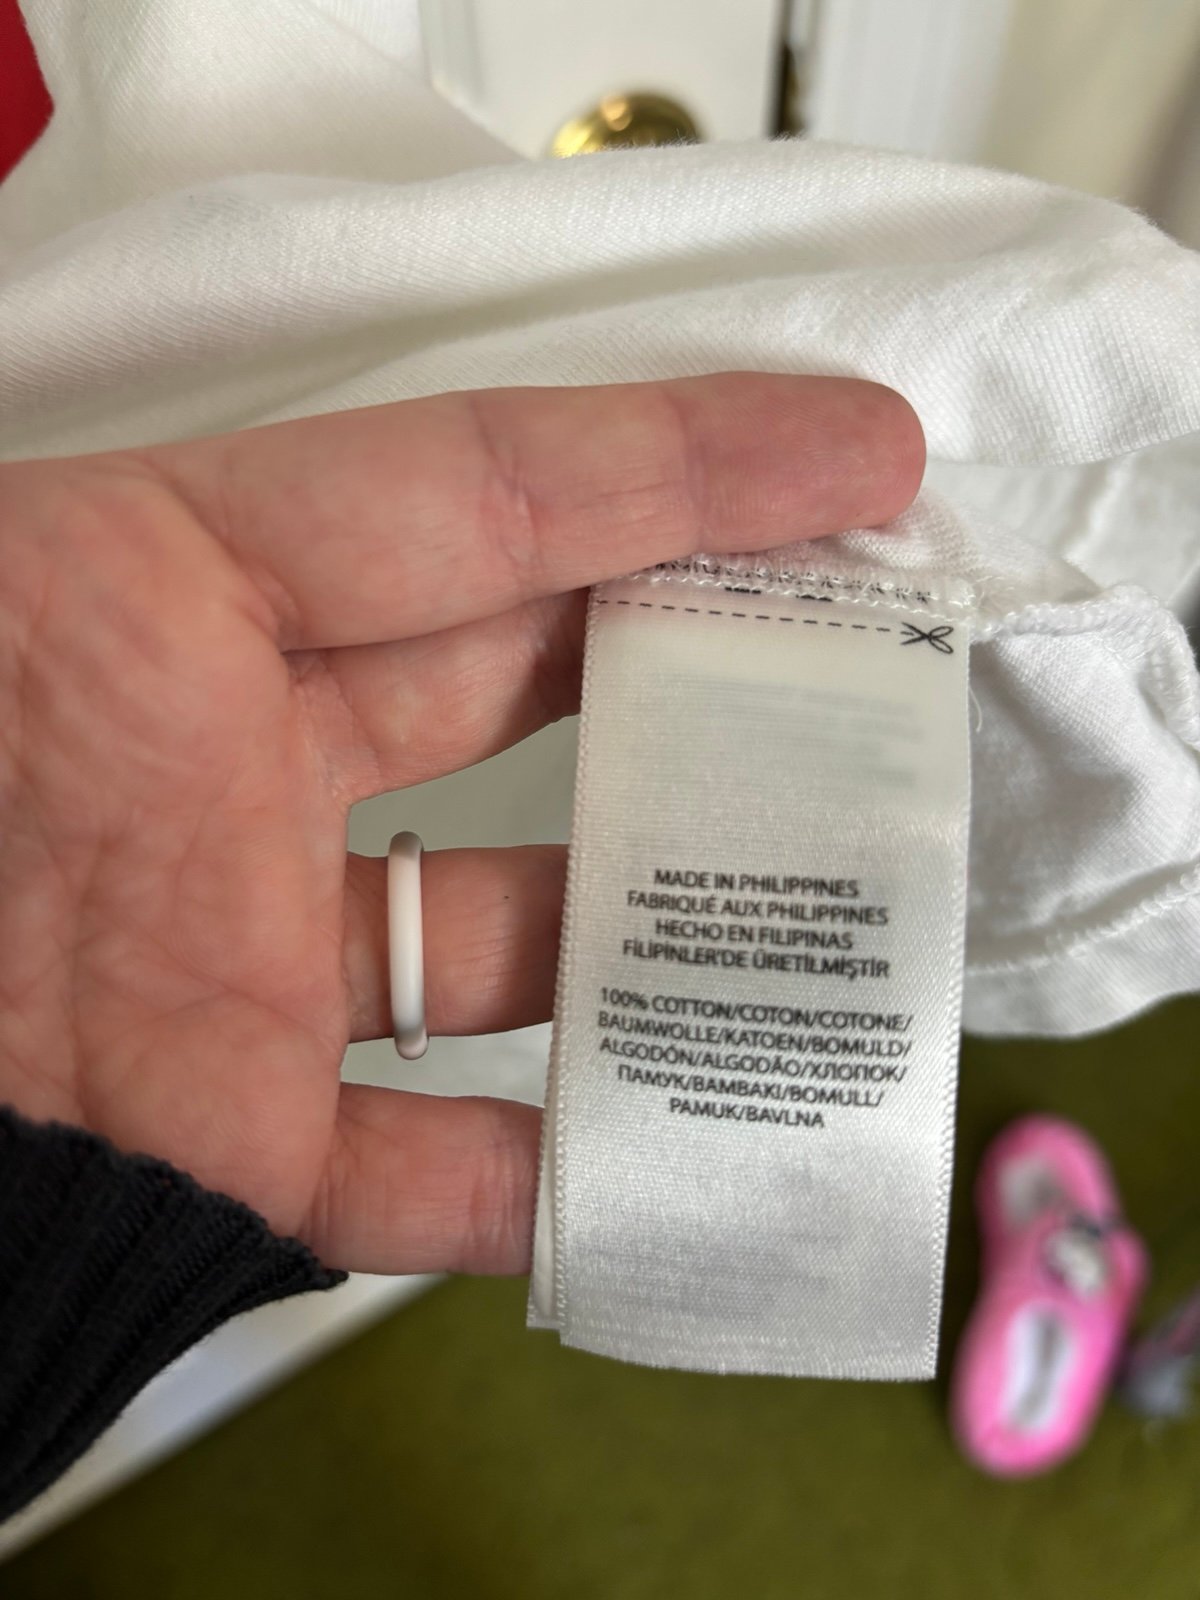 MADE IN PHILIPPINES
FABRIQUÉ AUX PHILIPPINES
HECHO EN FILIPINAS
FİLİPİNLER'DE ÜRETİLMİŞTİR
100% COTTON/COTON/COTONE/
BAUMWOLLE/KATOEN/BOMULD/
ALGODÓN/ALGODÃO/ХЛОПОК/
ПАМУК/BAMBAKI/BOMULL/
PAMUK/BAVLNA